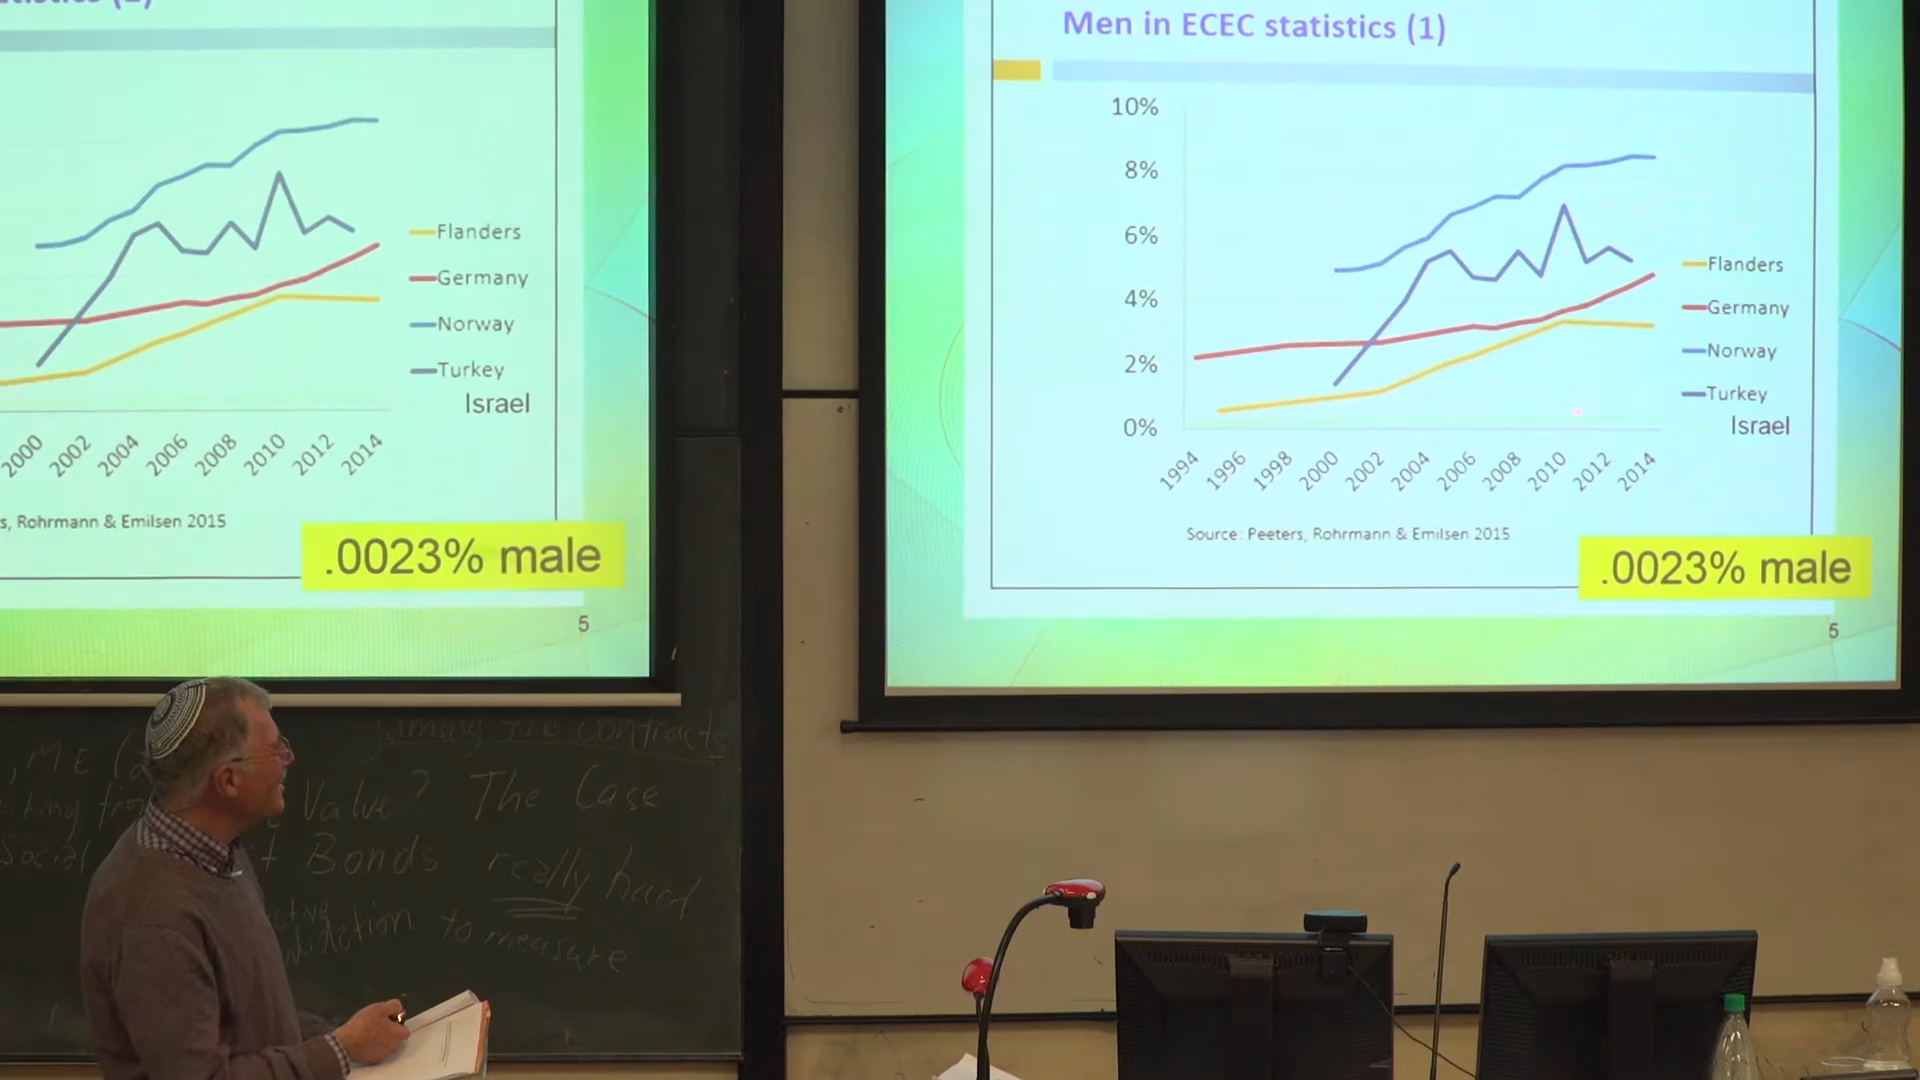 Flanders
Germany
Norway
Turkey
Israel
2000 2002 2004 2006 2008 2010 2012 2014
Rohrmann & Emilsen 2015
.0023% male
5
Men in ECEC statistics (1)
10%
8%
6%
4%
2%
0%
1994 1996 1998 2000 2002 2004 2006 2008 2010 2012 2014
Flanders
Germany
Norway
Turkey
Israel
Source: Peeters, Rohrmann & Emilsen 2015
.0023% male
5
contracts
Value? The Case
Social Bonds really hard
to measure